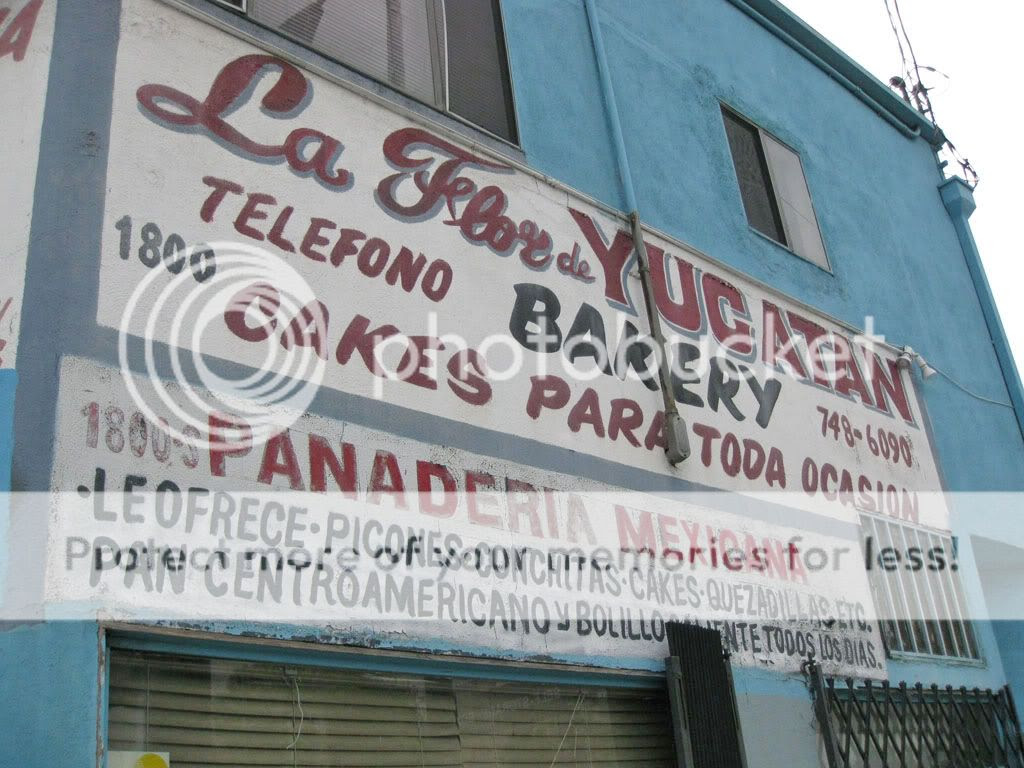 La Flor de YUCATAN
TELEFONO BAKERY 748-6090
1800 CAKES PARA TODA OCASION
1800's PANADERIA MEXICANA
·LE OFRECE·PICONES·CONCHITAS·CAKES·QUEZADILLAS, ETC.
PAN CENTROAMERICANO y BOLILLO TODOS LOS DIAS.
photobucket
Protect more of your memories for less!